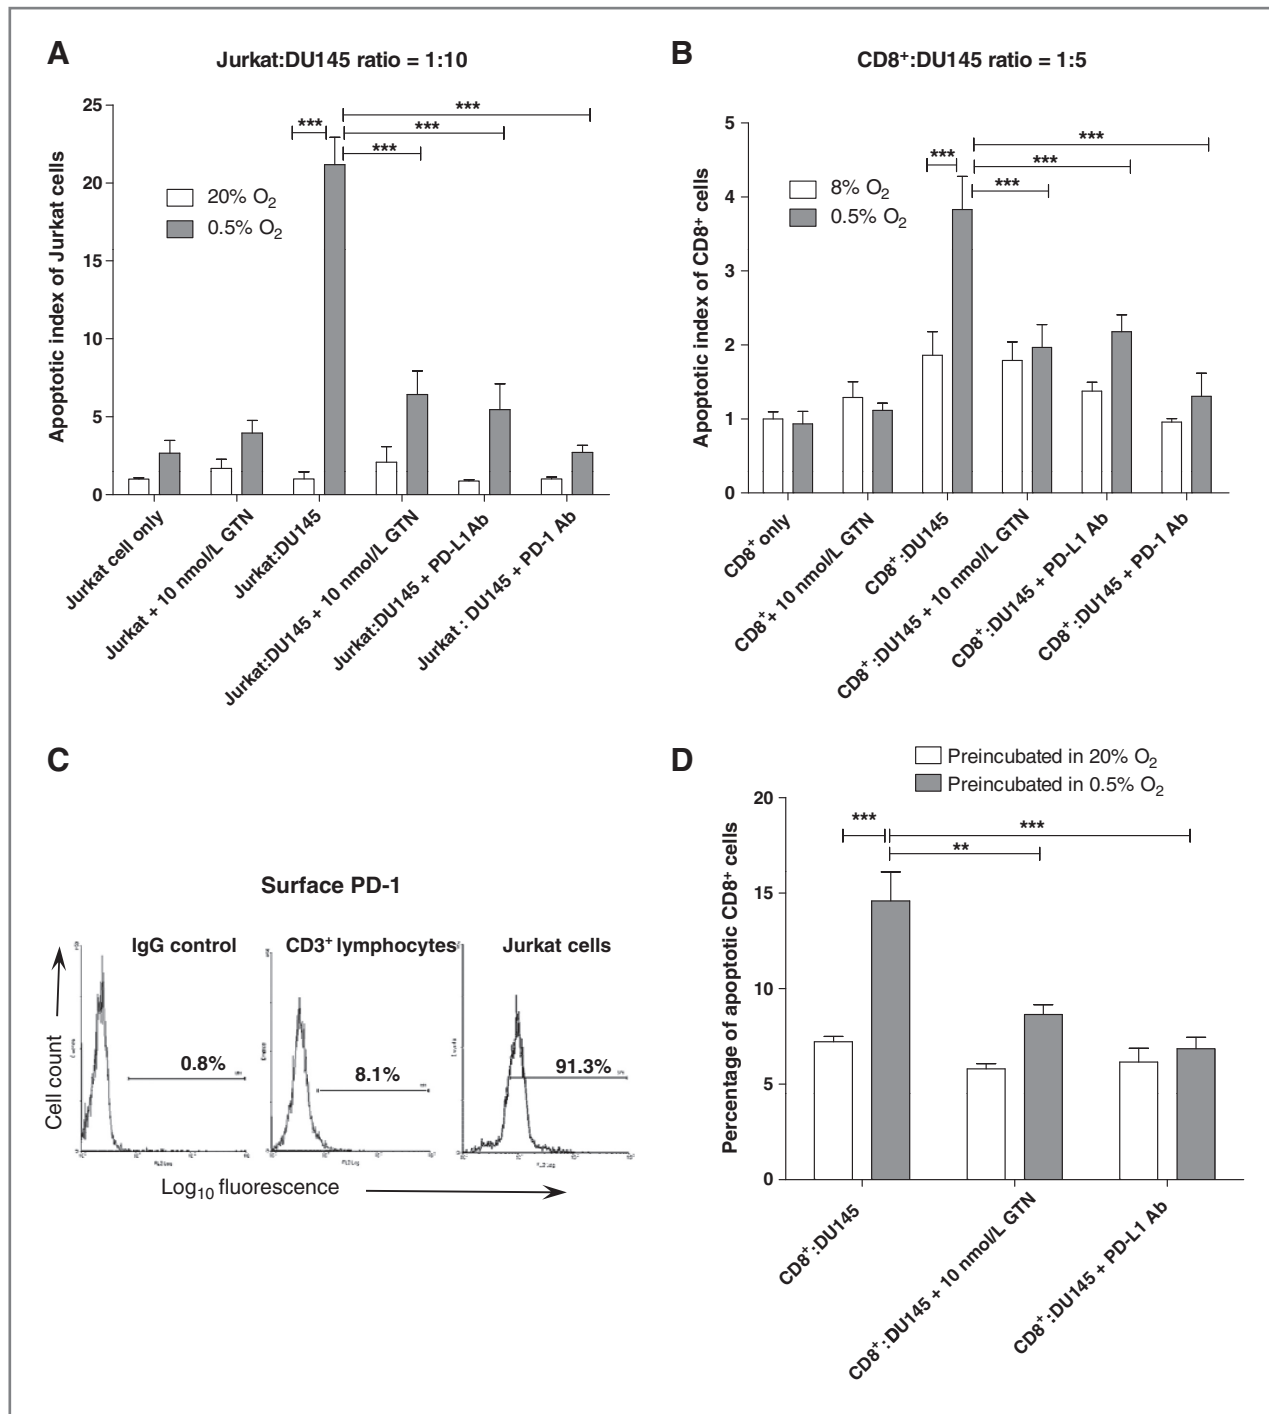 A
Jurkat:DU145 ratio = 1:10
Apoptotic index of Jurkat cells
25
20
15
10
5
0
20% O₂
0.5% O₂
***
***
***
***
Jurkat cell only
Jurkat + 10 nmol/L GTN
Jurkat:DU145
Jurkat:DU145 + 10 nmol/L GTN
Jurkat:DU145 + PD-L1Ab
Jurkat : DU145 + PD-1 Ab
B
CD8⁺:DU145 ratio = 1:5
Apoptotic index of CD8⁺ cells
5
4
3
2
1
0
8% O₂
0.5% O₂
***
***
***
***
CD8⁺ only
CD8⁺+ 10 nmol/L GTN
CD8⁺:DU145
CD8⁺:DU145 + 10 nmol/L GTN
CD8⁺:DU145 + PD-L1 Ab
CD8⁺:DU145 + PD-1 Ab
C
Surface PD-1
IgG control
CD3⁺ lymphocytes
Jurkat cells
0.8%
8.1%
91.3%
Cell count
Log₁₀ fluorescence
D
Preincubated in 20% O₂
Preincubated in 0.5% O₂
Percentage of apoptotic CD8⁺ cells
20
15
10
5
0
***
***
**
CD8⁺:DU145
CD8⁺:DU145 + 10 nmol/L GTN
CD8⁺:DU145 + PD-L1 Ab